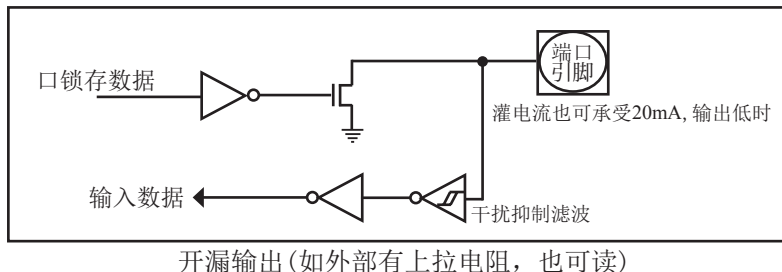 端口
引脚
口锁存数据
灌电流也可承受20mA, 输出低时
输入数据
干扰抑制滤波
开漏输出(如外部有上拉电阻，也可读)